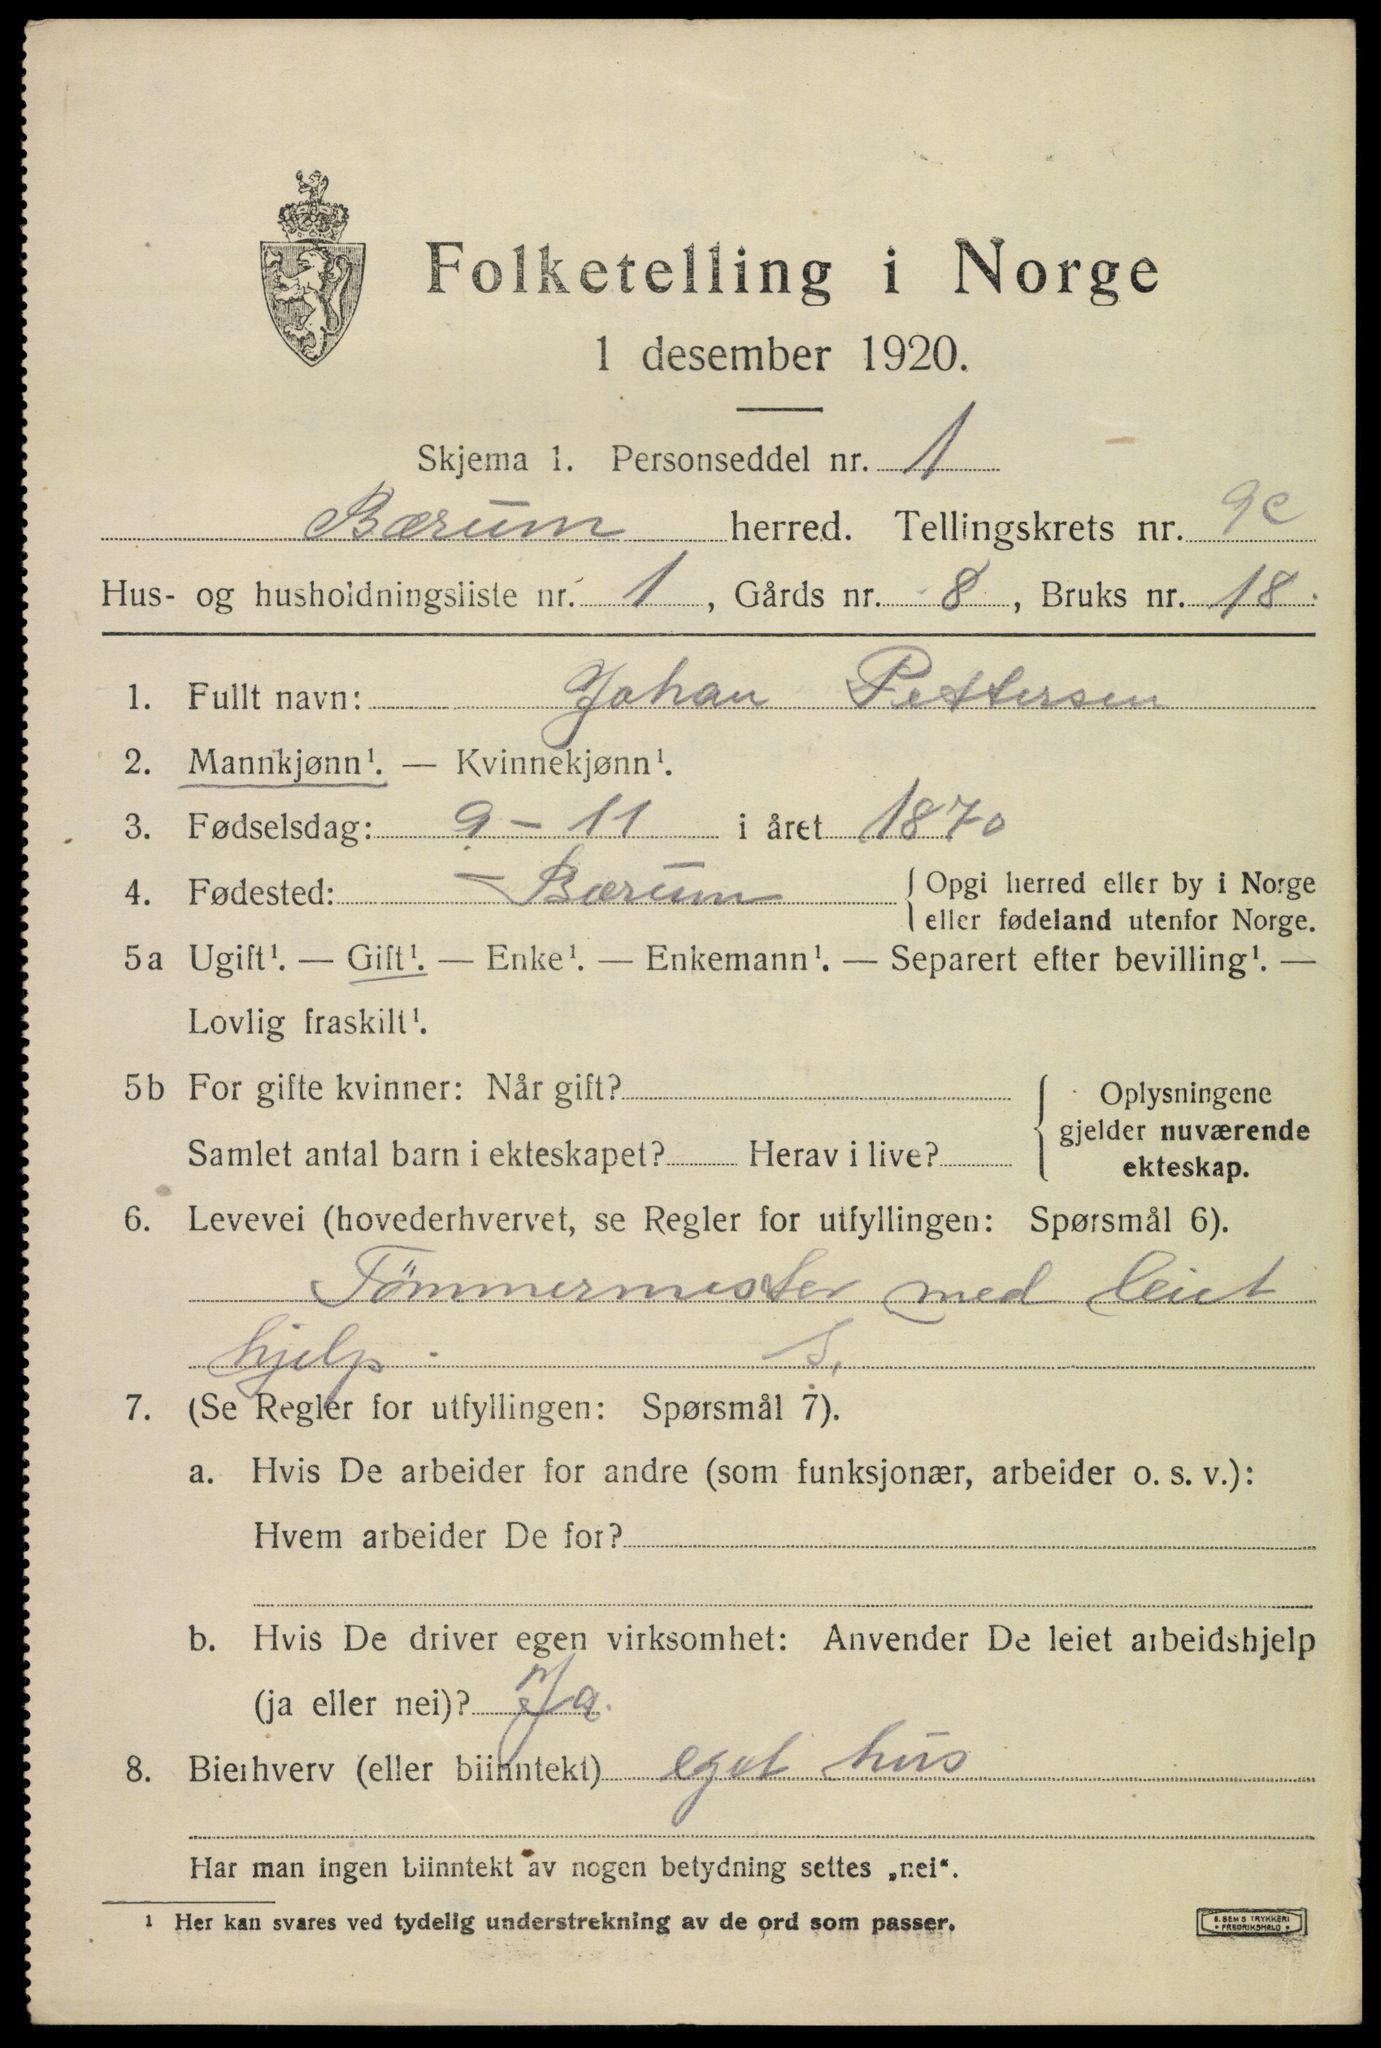 Folketelling i Norge
1 desember 1920.
Skjema 1. Personseddel nr. 1
Bærum herred. Tellingskrets nr. 9c
Hus- og husholdningsliste nr. 1, Gårds nr. 8, Bruks nr. 18.
1. Fullt navn: Johan Pettersen
2. Mannkjønn¹. — Kvinnekjønn¹.
3. Fødselsdag: 9 - 11 i året 1870
4. Fødested: Bærum { Opgi herred eller by i Norge
eller fødeland utenfor Norge.
5a Ugift¹. — Gift¹. — Enke¹. — Enkemann¹. — Separert efter bevilling¹. —
Lovlig fraskilt¹.
5b For gifte kvinner: Når gift? { Oplysningene
gjelder nuværende
Samlet antal barn i ekteskapet? Herav i live?
ekteskap.
6. Levevei (hovederhvervet, se Regler for utfyllingen: Spørsmål 6).
Tömmermester med leiet
hjelp. S.
7. (Se Regler for utfyllingen: Spørsmål 7).
a. Hvis De arbeider for andre (som funksjonær, arbeider o. s. v.):
Hvem arbeider De for?
b. Hvis De driver egen virksomhet: Anvender De leiet arbeidshjelp
(ja eller nei)? Ja.
8. Bierhverv (eller biinntekt) eget hus
Har man ingen biinntekt av nogen betydning settes „nei“.
¹ Her kan svares ved tydelig understrekning av de ord som passer.
E. SEM'S TRYKKERI
• FREDRIKSHALD •